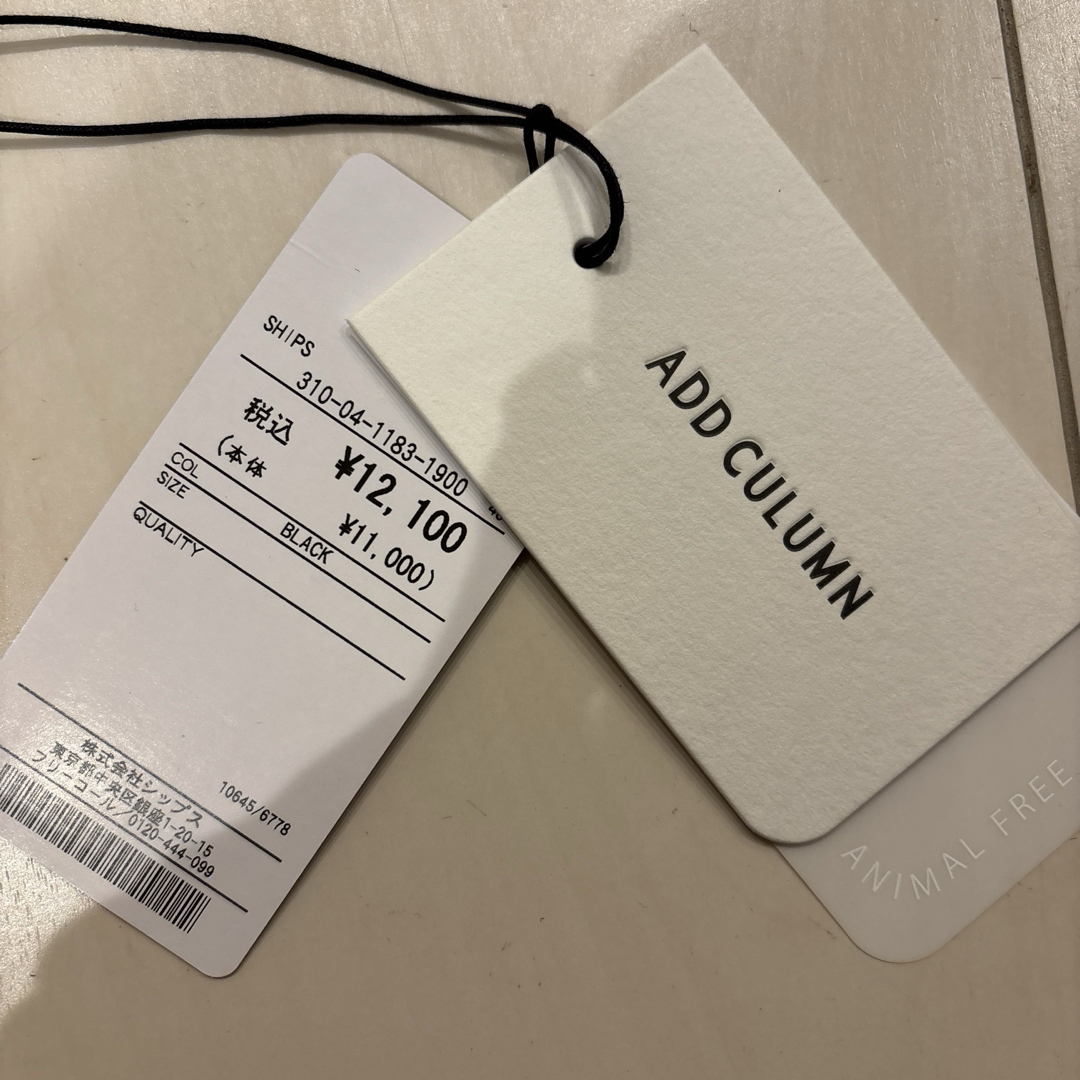 SHIPS
310-04-1183-1900
税込 ¥12,100
(本体 ¥11,000)
COL BLACK
SIZE
QUALITY
10645/6778
株式会社シップス
東京都中央区銀座1-20-15
フリーコール/0120-444-099
ADD CULUMN
ANIMAL FREE